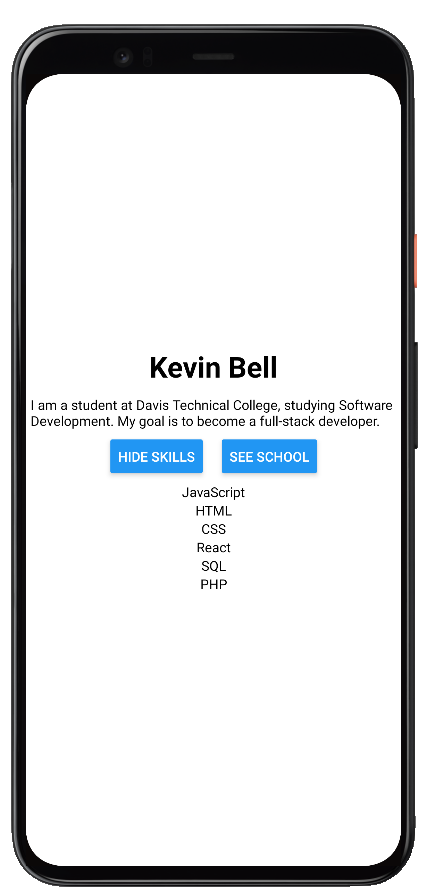 Kevin Bell
I am a student at Davis Technical College, studying Software
Development. My goal is to become a full-stack developer.
HIDE SKILLS SEE SCHOOL
JavaScript
HTML
CSS
React
SQL
PHP